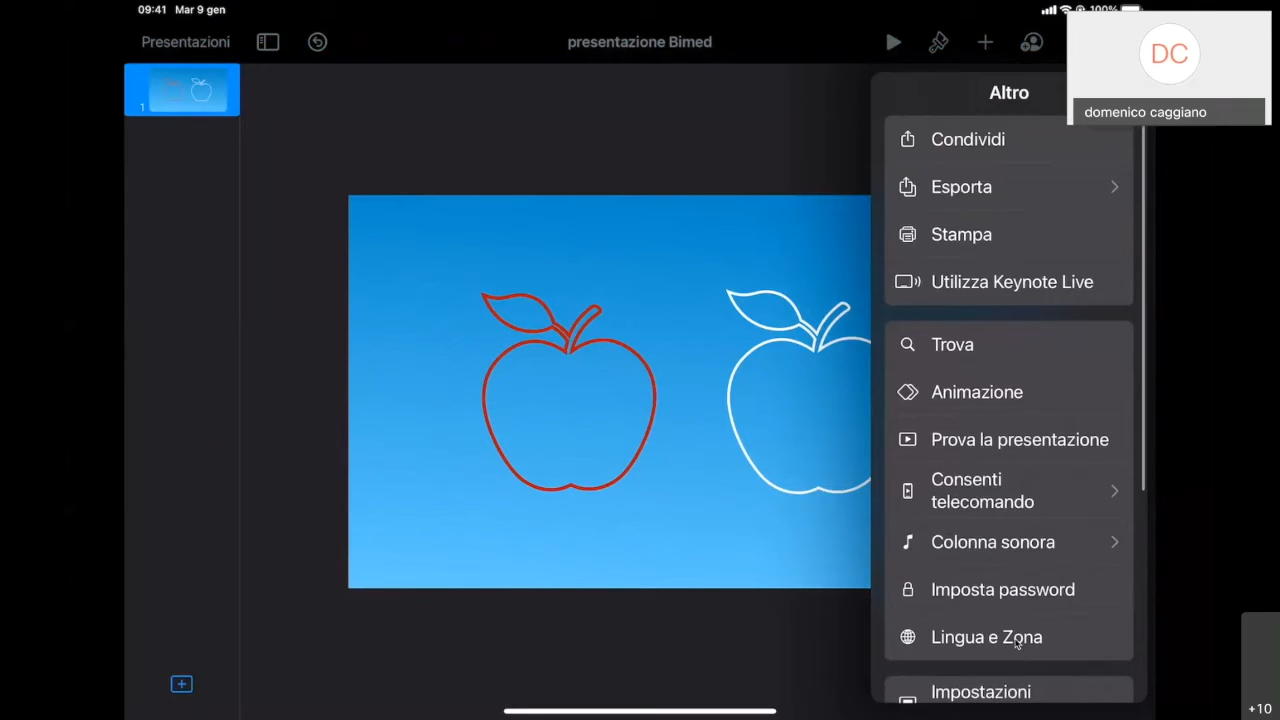 09:41 Mar 9 gen
100%
Presentazioni
presentazione Bimed
DC
domenico caggiano
1
Altro
Condividi
Esporta
Stampa
Utilizza Keynote Live
Trova
Animazione
Prova la presentazione
Consenti
telecomando
Colonna sonora
Imposta password
Lingua e Zona
Impostazioni
+10